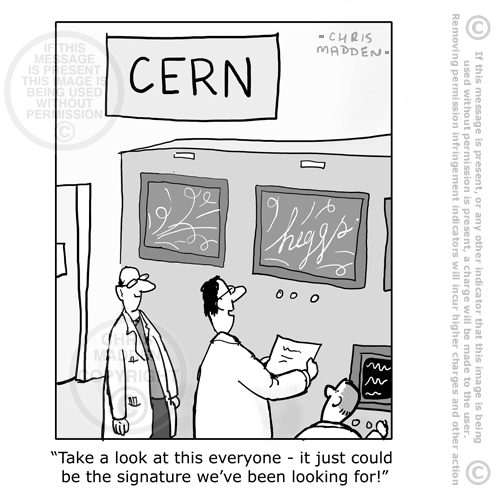 ©
IF THIS
MESSAGE
IS PRESENT
THIS IMAGE IS
BEING USED
WITHOUT
PERMISSION
©
-CHRIS
MADDEN-
CERN
higgs
CHRIS
MADDEN
COPYRIGHT
"Take a look at this everyone - it just could
be the signature we've been looking for!"
© If this message is present, or any other indicator that this image is being ©
used without permission is present, a charge will be made to the user.
Removing permission infringement indicators will incur higher charges and other action